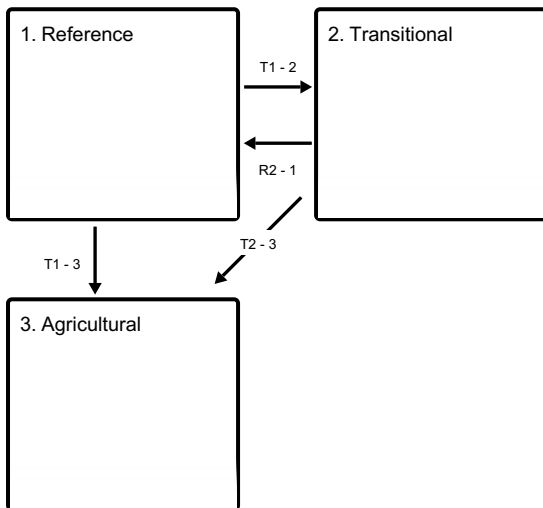 1. Reference
2. Transitional
T1 - 2
R2 - 1
T2 - 3
T1 - 3
3. Agricultural